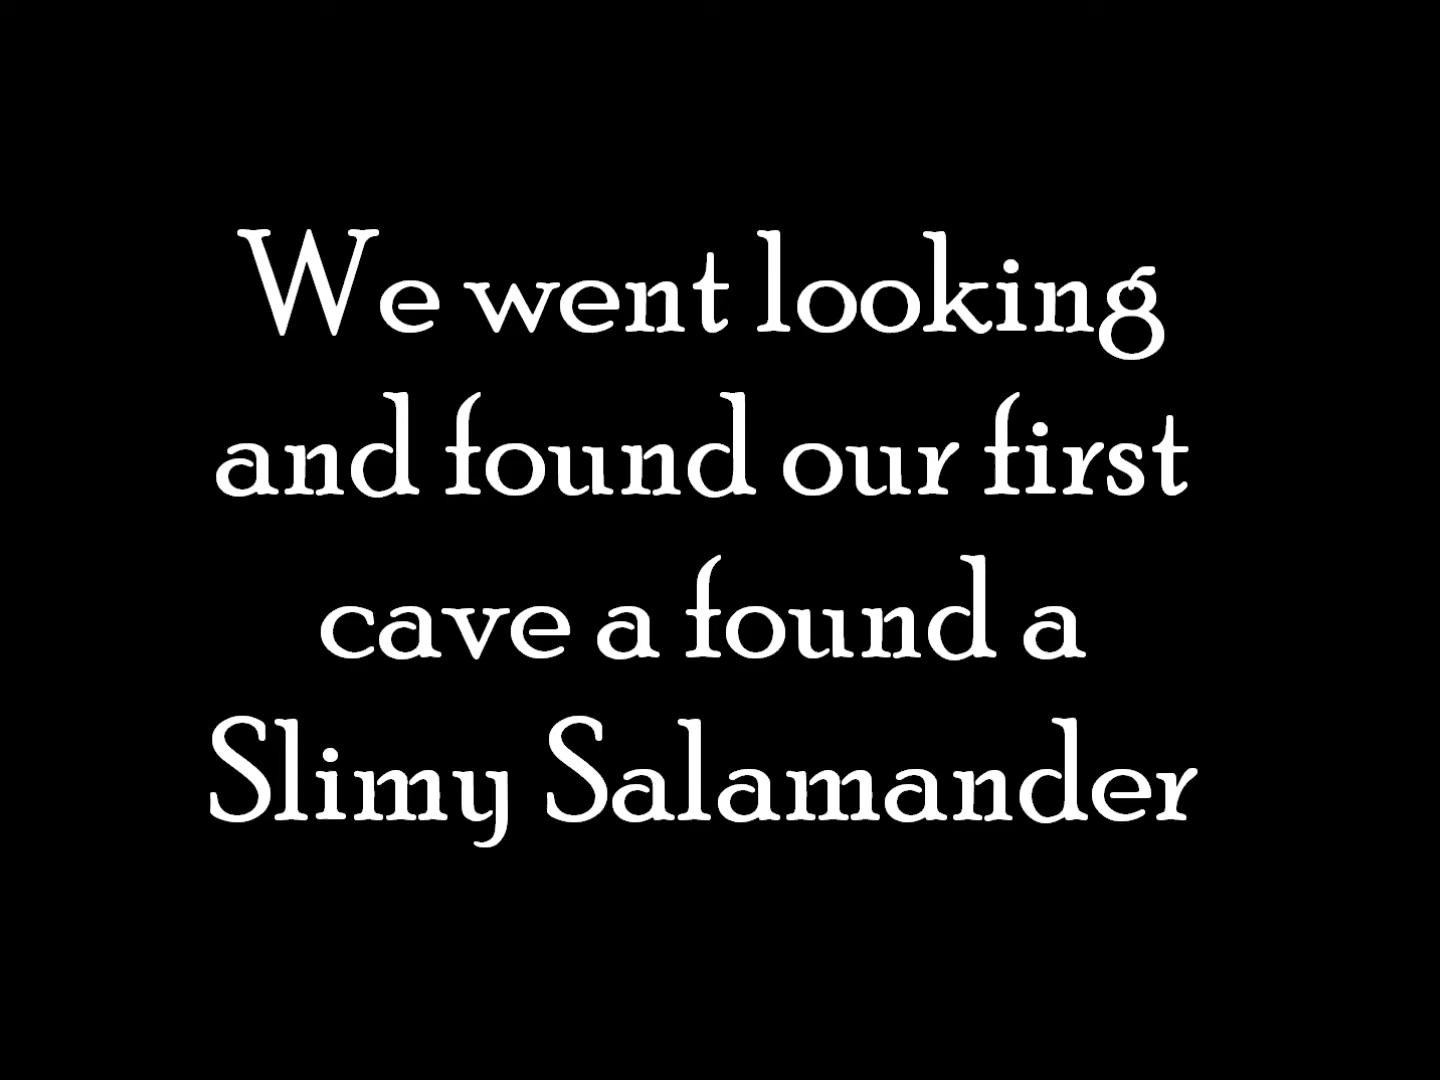 We went looking
and found our first
cave a found a
Slimy Salamander